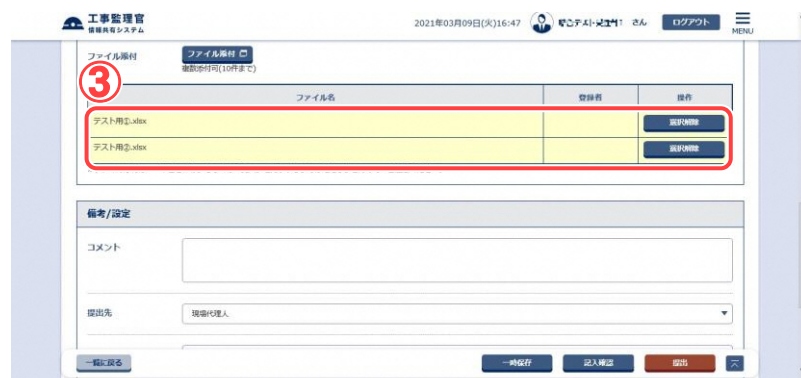 工事監理官
情報共有システム
2021年03月09日(火)16:47
さん
ログアウト
MENU
ファイル添付
ファイル添付
複数添付可(10件まで)
③
ファイル名
登録者
操作
テスト用①.xlsx
選択解除
テスト用②.xlsx
選択解除
備考/設定
コメント
提出先
現場代理人
一覧に戻る
一時保存
記入確認
提出